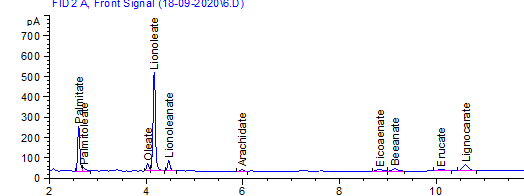 FID2 A, Front Signal (18-09-2020\6.D)
pA
700
600
500
400
300
200
100
0
Palmitate
Palmitoleate
Oleate
Lionoleate
Lionoleanate
Arachidate
Eicoaenate
Beeanate
Erucate
Lignocarate
2
4
6
8
10